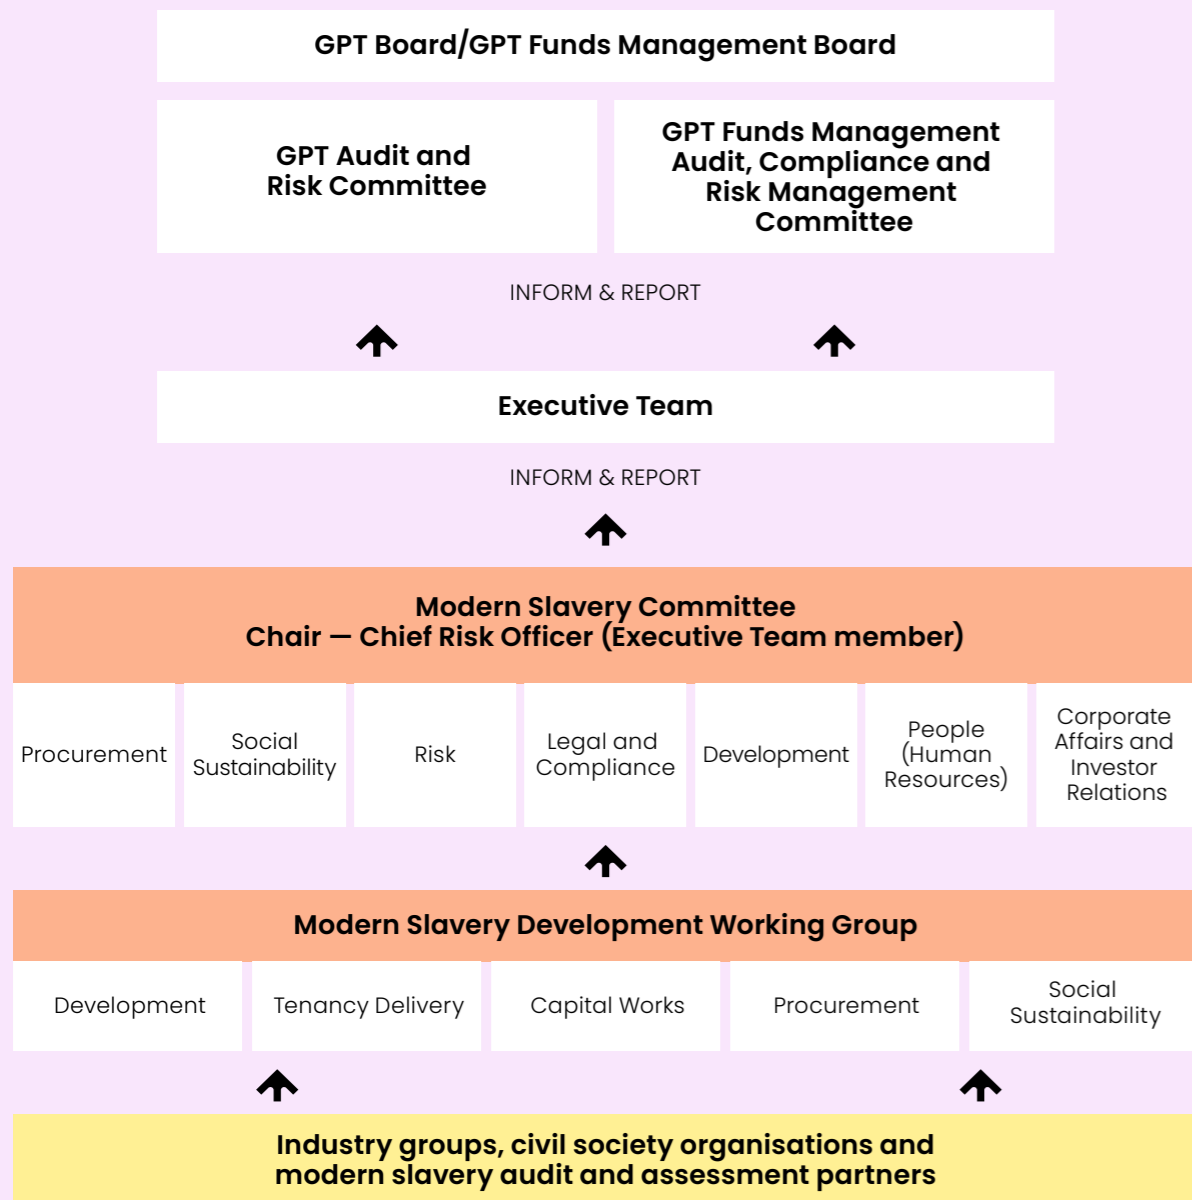 GPT Board/GPT Funds Management Board
GPT Audit and
Risk Committee
GPT Funds Management
Audit, Compliance and
Risk Management
Committee
INFORM & REPORT
Executive Team
INFORM & REPORT
Modern Slavery Committee
Chair — Chief Risk Officer (Executive Team member)
Procurement
Social
Sustainability
Risk
Legal and
Compliance
Development
People
(Human
Resources)
Corporate
Affairs and
Investor
Relations
Modern Slavery Development Working Group
Development
Tenancy Delivery
Capital Works
Procurement
Social
Sustainability
Industry groups, civil society organisations and
modern slavery audit and assessment partners